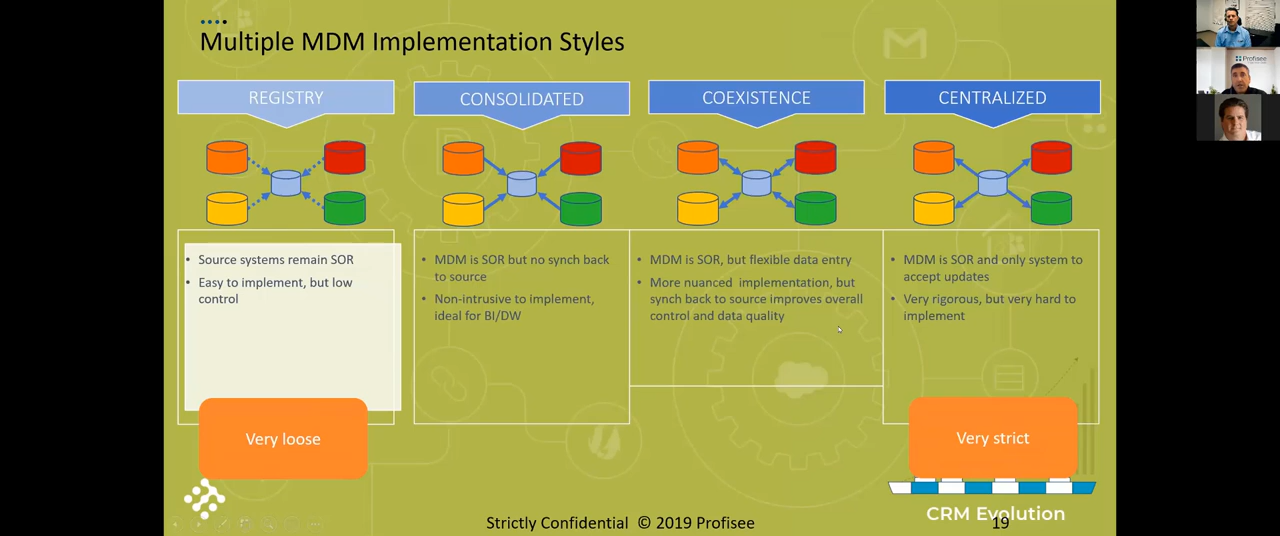 Multiple MDM Implementation Styles
REGISTRY
CONSOLIDATED
COEXISTENCE
CENTRALIZED
• Source systems remain SOR
• Easy to implement, but low
control
• MDM is SOR but no synch back
to source
• Non-intrusive to implement,
ideal for BI/DW
• MDM is SOR, but flexible data entry
• More nuanced implementation, but
synch back to source improves overall
control and data quality
• MDM is SOR and only system to
accept updates
• Very rigorous, but very hard to
implement
Very loose
Very strict
CRM Evolution
Strictly Confidential © 2019 Profisee
19
Profisee